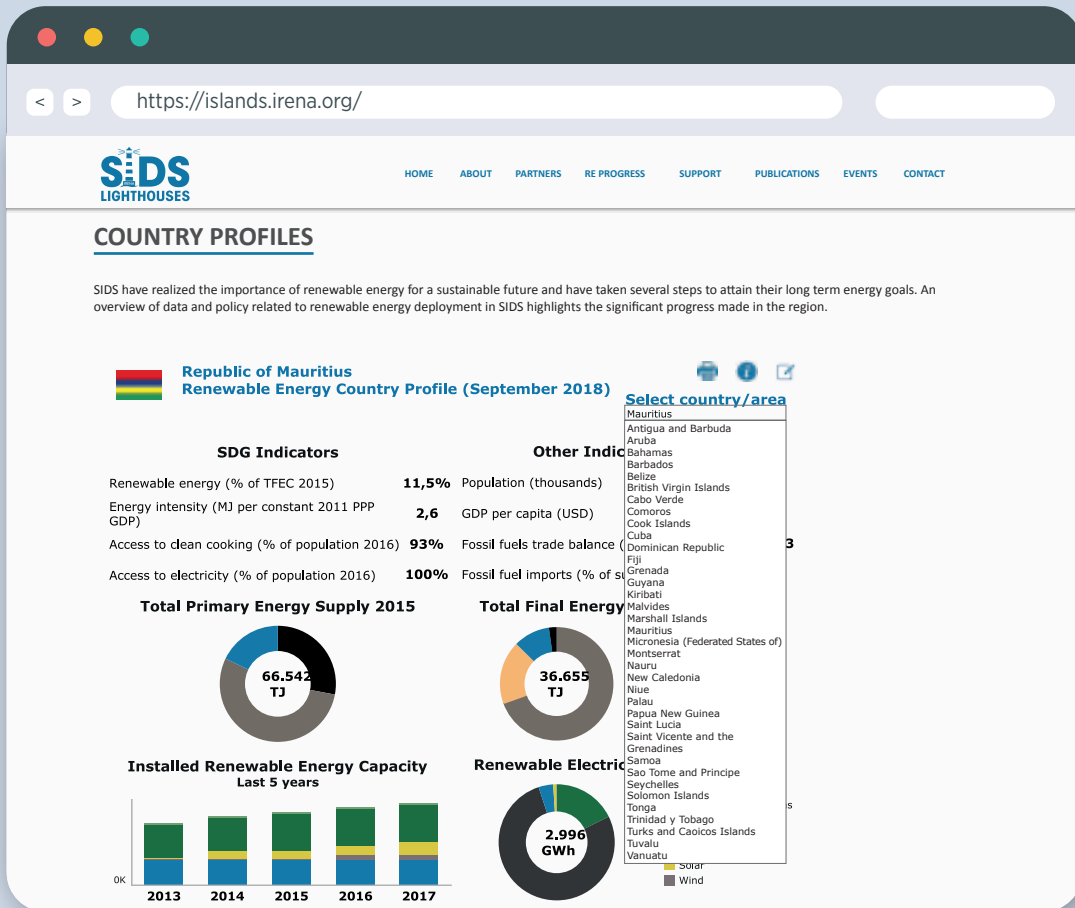 < > https://islands.irena.org/
SIDS
LIGHTHOUSES
HOME ABOUT PARTNERS RE PROGRESS SUPPORT PUBLICATIONS EVENTS CONTACT
COUNTRY PROFILES
SIDS have realized the importance of renewable energy for a sustainable future and have taken several steps to attain their long term energy goals. An
overview of data and policy related to renewable energy deployment in SIDS highlights the significant progress made in the region.
Republic of Mauritius
Renewable Energy Country Profile (September 2018)
Select country/area
Mauritius
Antigua and Barbuda
Aruba
Bahamas
Barbados
Belize
British Virgin Islands
Cabo Verde
Comoros
Cook Islands
Cuba
Dominican Republic
Fiji
Grenada
Guyana
Kiribati
Malvides
Marshall Islands
Mauritius
Micronesia (Federated States of)
Montserrat
Nauru
New Caledonia
Niue
Palau
Papua New Guinea
Saint Lucia
Saint Vicente and the
Grenadines
Samoa
Sao Tome and Principe
Seychelles
Solomon Islands
Tonga
Trinidad y Tobago
Turks and Caoicos Islands
Tuvalu
Vanuatu
SDG Indicators
Renewable energy (% of TFEC 2015) 11,5%
Energy intensity (MJ per constant 2011 PPP
GDP) 2,6
Access to clean cooking (% of population 2016) 93%
Access to electricity (% of population 2016) 100%
Other Indic
Population (thousands)
GDP per capita (USD)
Fossil fuels trade balance ( 3
Fossil fuel imports (% of su
Total Primary Energy Supply 2015
66.542
TJ
Total Final Energy
36.655
TJ
Installed Renewable Energy Capacity
Last 5 years
0K
2013 2014 2015 2016 2017
Renewable Electric
2.996
GWh
s
Solar
Wind